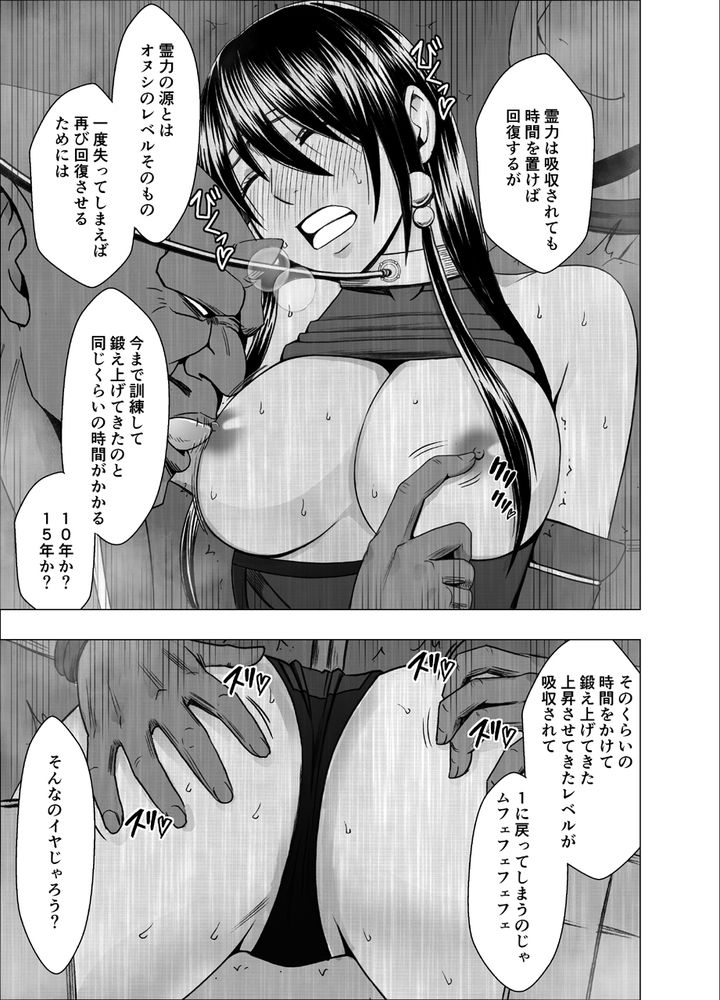 霊力は吸収されても
時間を置けば
回復するが
霊力の源とは
オヌシのレベルそのもの
一度失ってしまえば
再び回復させる
ためには
びくっ♡
びくっ♡
今まで訓練して
鍛え上げてきたのと
同じくらいの時間がかかる
10年か?
15年か?
そのくらいの
時間をかけて
鍛え上げてきた
上昇させてきたレベルが
吸収されて
1に戻ってしまうのじゃ
ムフェフェフェフェ
ズリ♡
ズリ♡
ズリ♡
ズリ♡
そんなのイヤじゃろう?